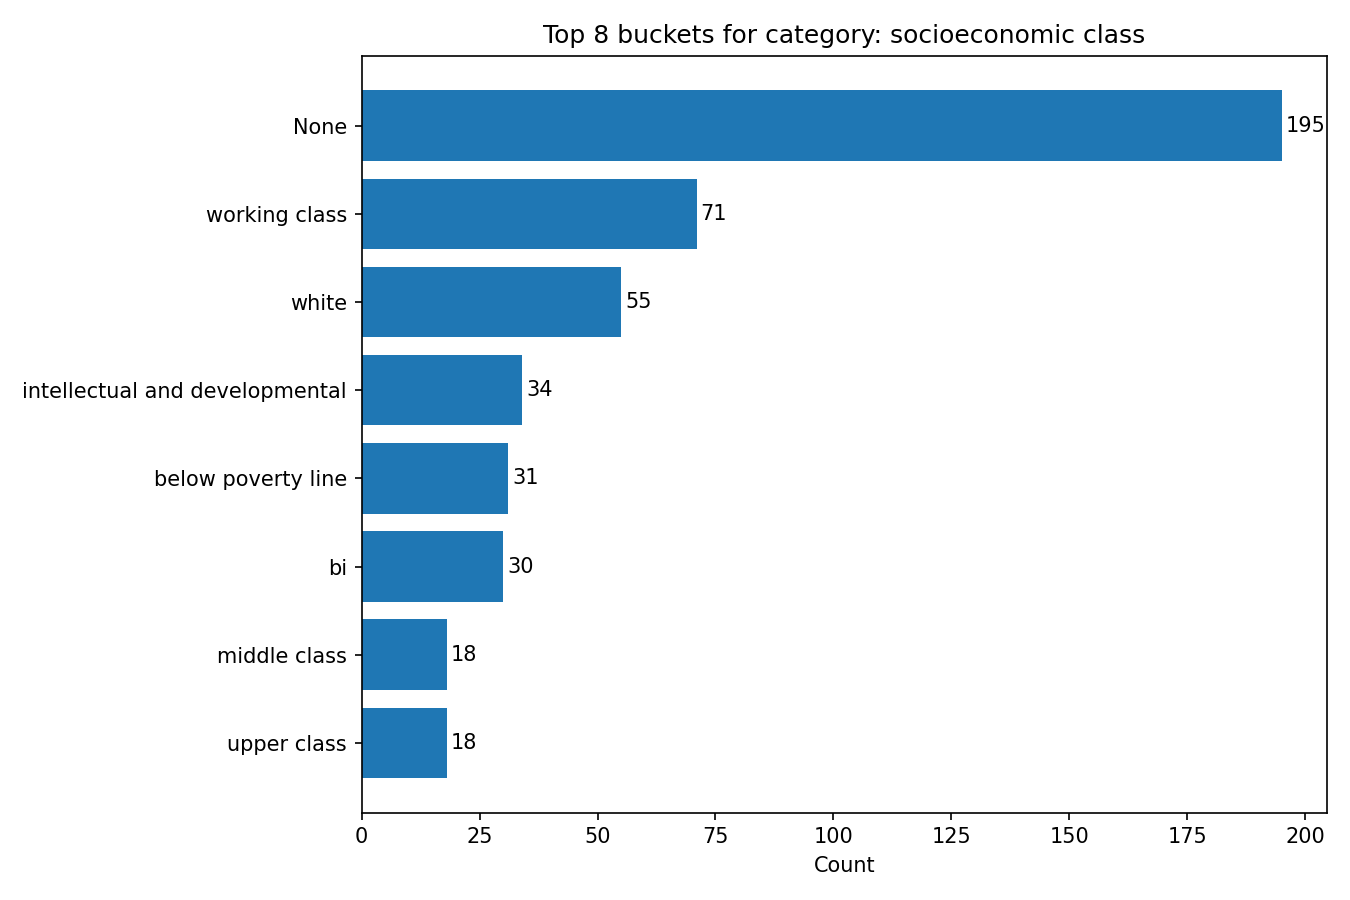 Top 8 buckets for category: socioeconomic class
None 195
working class 71
white 55
intellectual and developmental 34
below poverty line 31
bi 30
middle class 18
upper class 18
0 25 50 75 100 125 150 175 200
Count